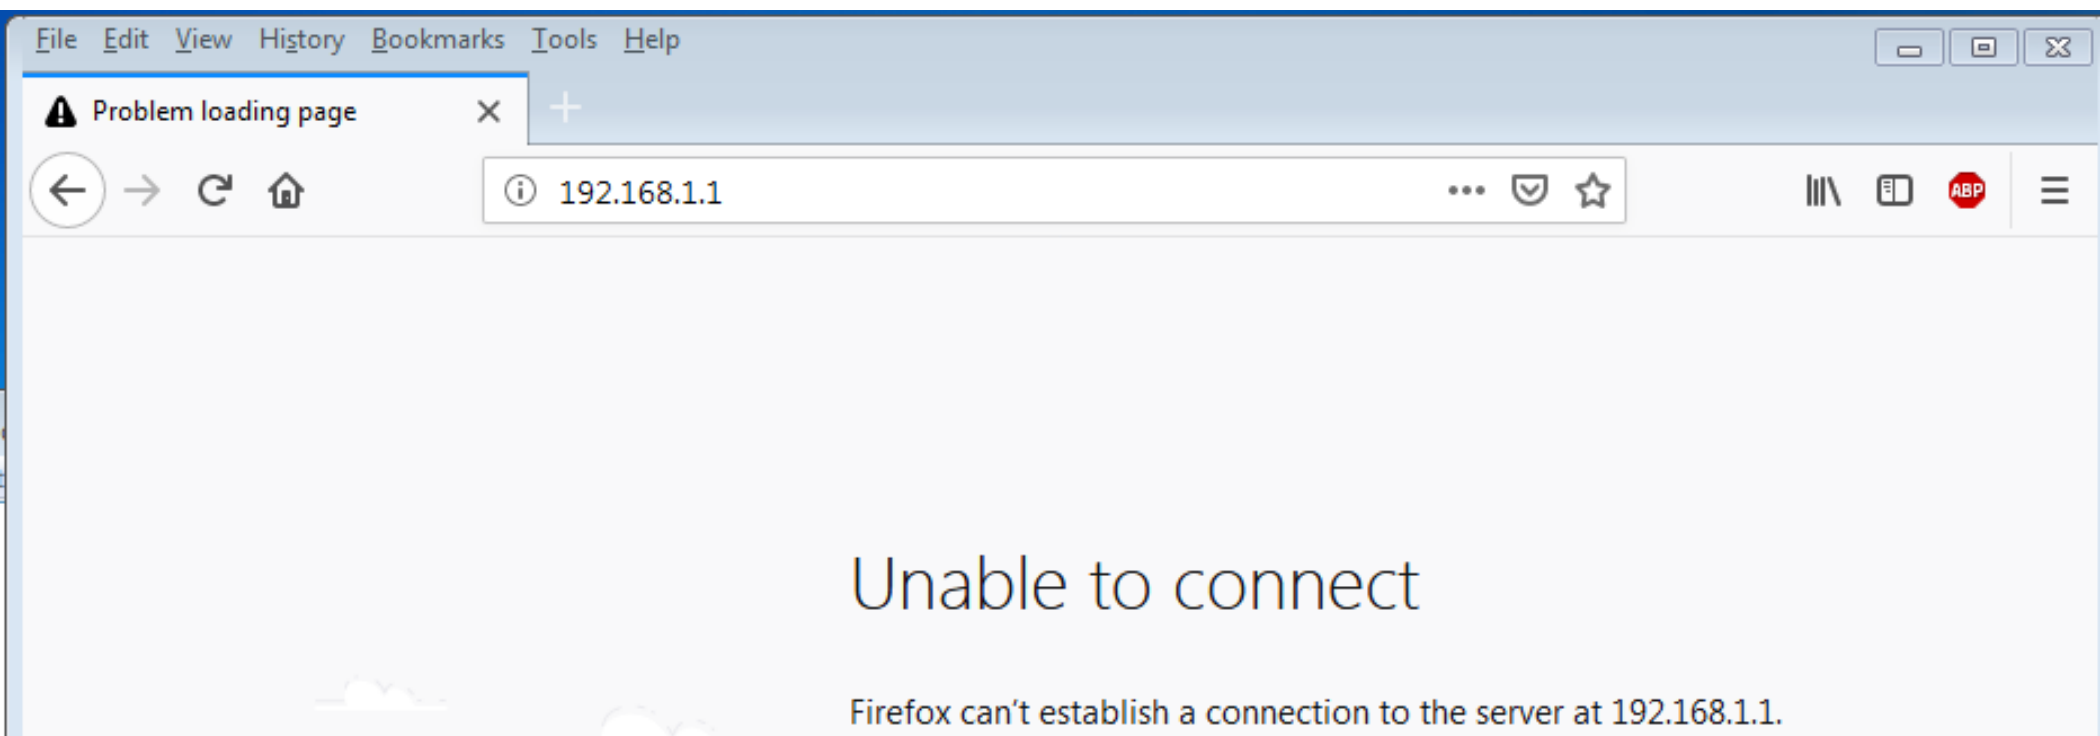 File Edit View History Bookmarks Tools Help
Problem loading page
192.168.1.1
ABP
Unable to connect
Firefox can’t establish a connection to the server at 192.168.1.1.